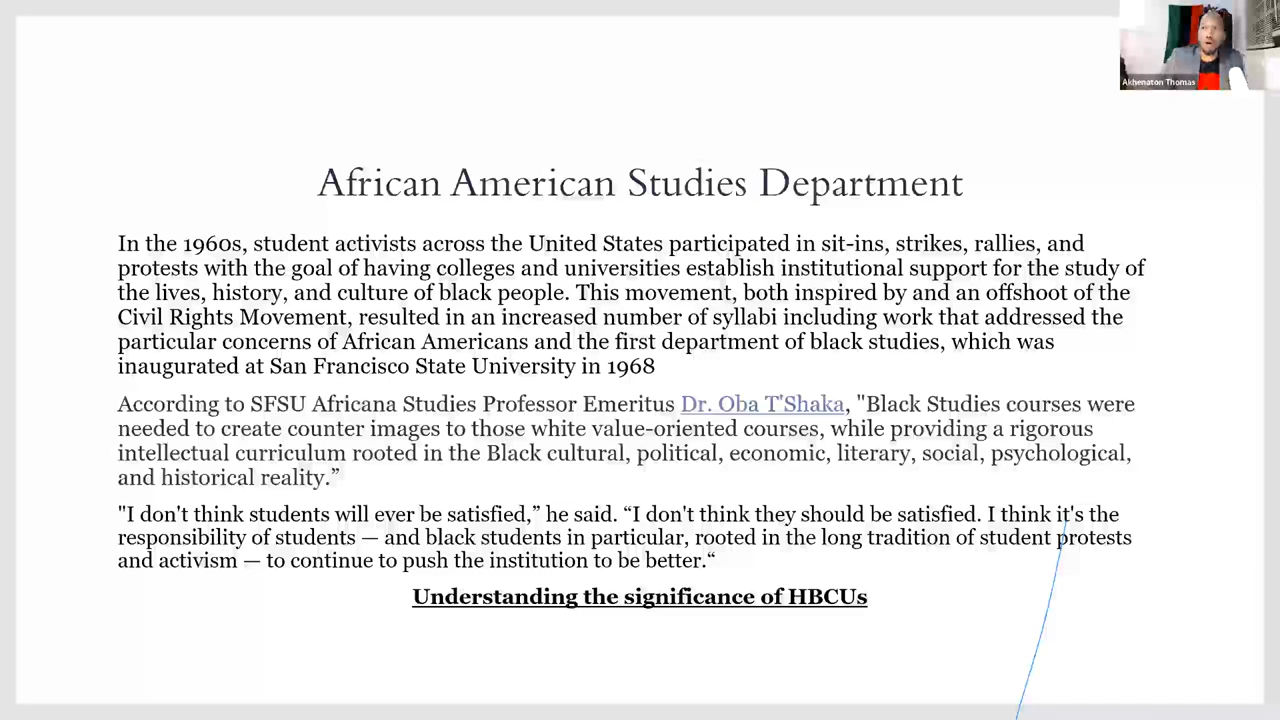 Akhenaton Thomas
African American Studies Department
In the 1960s, student activists across the United States participated in sit-ins, strikes, rallies, and
protests with the goal of having colleges and universities establish institutional support for the study of
the lives, history, and culture of black people. This movement, both inspired by and an offshoot of the
Civil Rights Movement, resulted in an increased number of syllabi including work that addressed the
particular concerns of African Americans and the first department of black studies, which was
inaugurated at San Francisco State University in 1968
According to SFSU Africana Studies Professor Emeritus Dr. Oba T'Shaka, "Black Studies courses were
needed to create counter images to those white value-oriented courses, while providing a rigorous
intellectual curriculum rooted in the Black cultural, political, economic, literary, social, psychological,
and historical reality.”
"I don't think students will ever be satisfied,” he said. “I don't think they should be satisfied. I think it's the
responsibility of students — and black students in particular, rooted in the long tradition of student protests
and activism — to continue to push the institution to be better.“
Understanding the significance of HBCUs